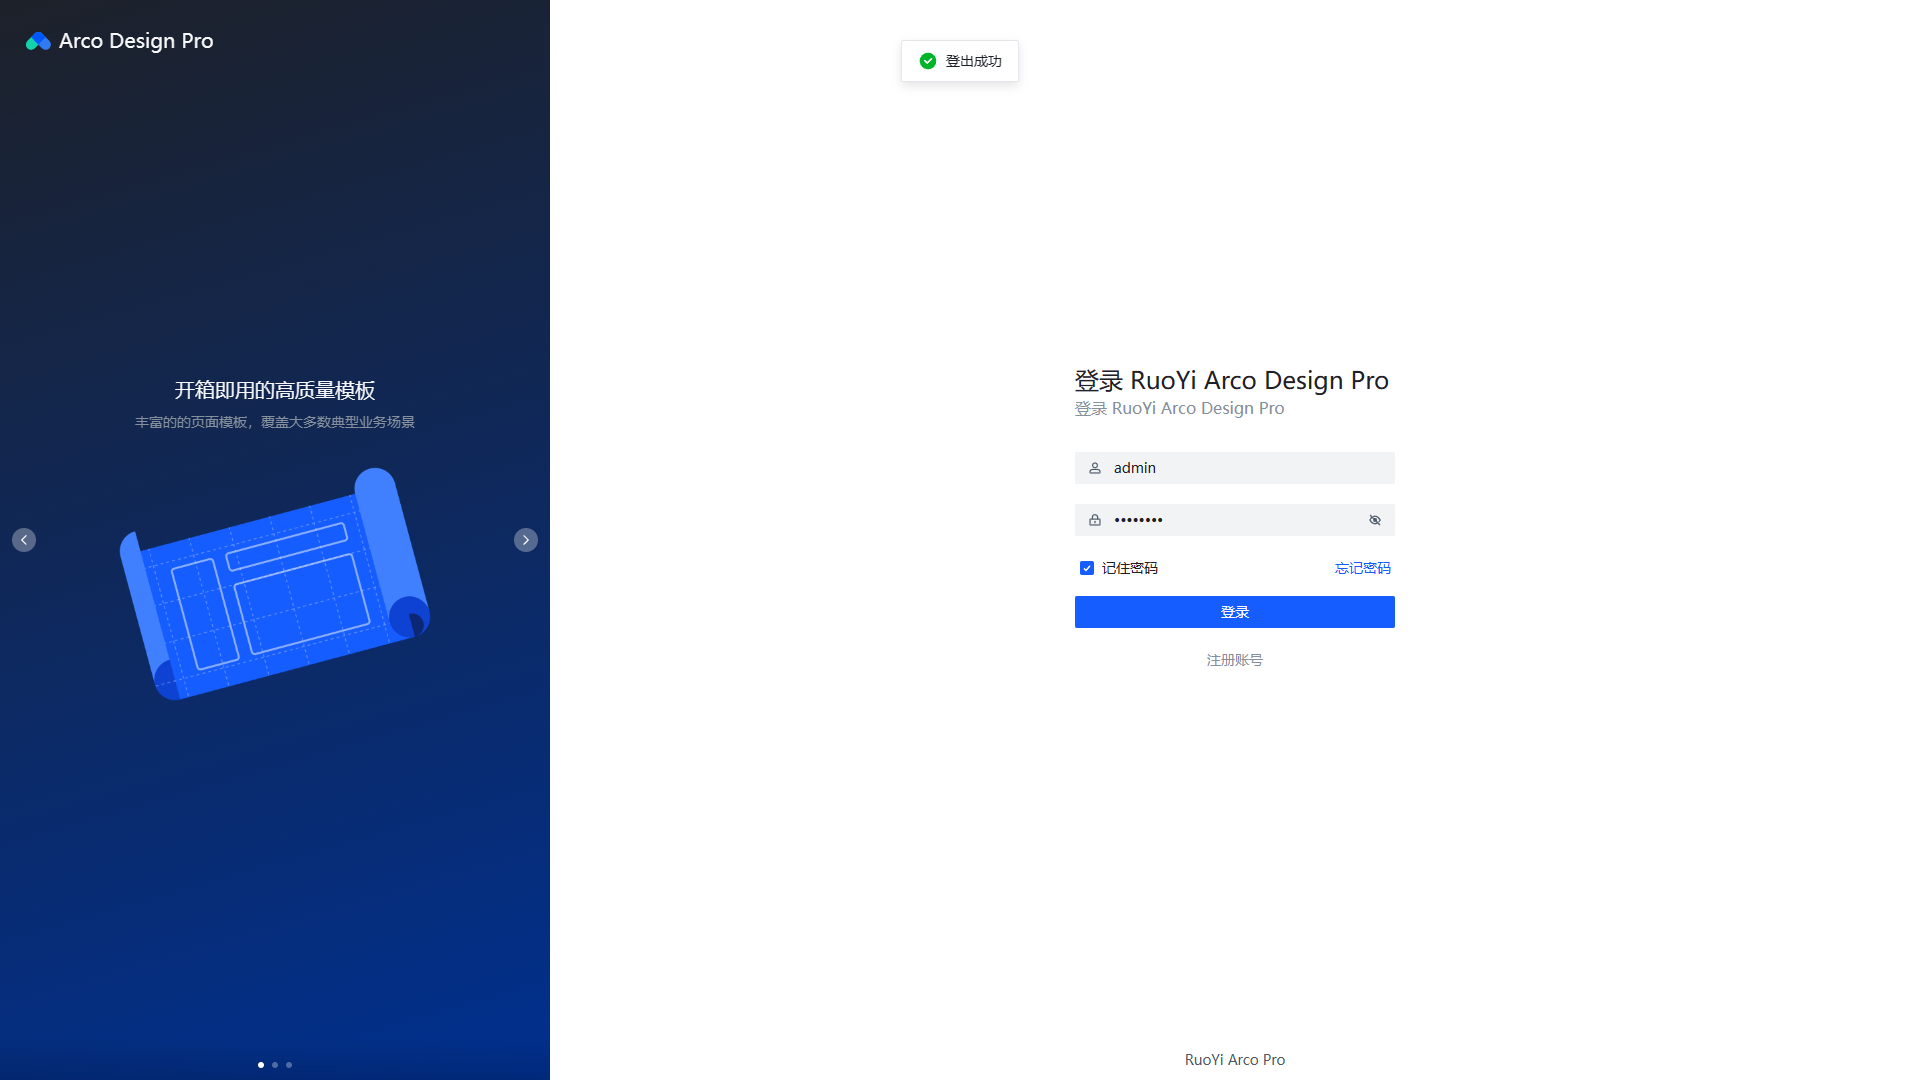 Arco Design Pro
开箱即用的高质量模板
丰富的的页面模板，覆盖大多数典型业务场景
登出成功
登录 RuoYi Arco Design Pro
登录 RuoYi Arco Design Pro
admin
••••••••
记住密码 忘记密码
登录
注册账号
RuoYi Arco Pro